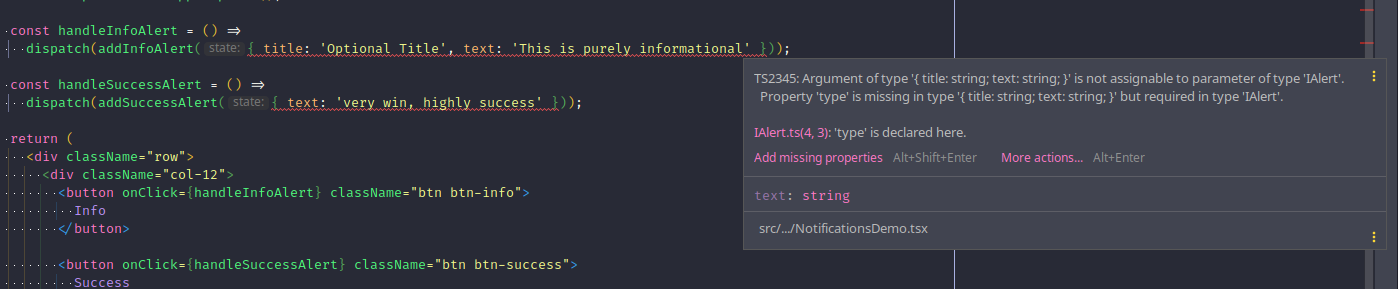 const handleInfoAlert = () ⇒
dispatch(addInfoAlert( state: { title: 'Optional Title', text: 'This is purely informational' }));
const handleSuccessAlert = () ⇒
dispatch(addSuccessAlert( state: { text: 'very win, highly success' }));
return (
<div className="row">
<div className="col-12">
<button onClick={handleInfoAlert} className="btn btn-info">
Info
</button>
<button onClick={handleSuccessAlert} className="btn btn-success">
Success
TS2345: Argument of type '{ title: string; text: string; }' is not assignable to parameter of type 'IAlert'.
Property 'type' is missing in type '{ title: string; text: string; }' but required in type 'IAlert'.
IAlert.ts(4, 3): 'type' is declared here.
Add missing properties Alt+Shift+Enter More actions... Alt+Enter
text: string
src/.../NotificationsDemo.tsx